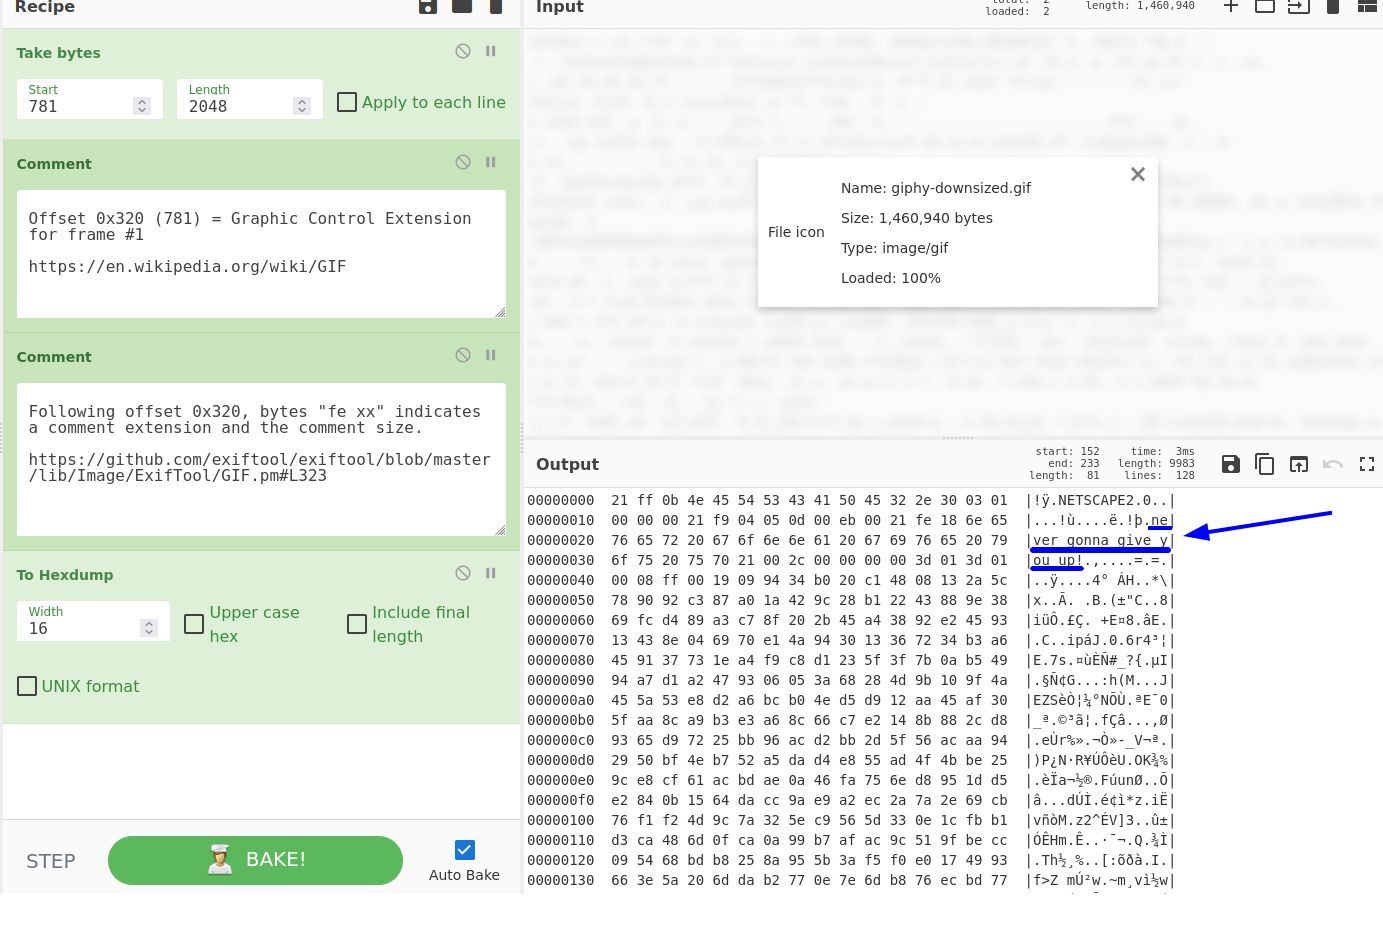 Recipe
Take bytes
Start
781
Length
2048
Apply to each line
Comment
Offset 0x320 (781) = Graphic Control Extension
for frame #1
https://en.wikipedia.org/wiki/GIF
Comment
Following offset 0x320, bytes "fe xx" indicates
a comment extension and the comment size.
https://github.com/exiftool/exiftool/blob/master
/lib/Image/ExifTool/GIF.pm#L323
To Hexdump
Width
16
Upper case
hex
Include final
length
UNIX format
STEP
BAKE!
Auto Bake
Input
total: 2
loaded: 2
length: 1,460,940
File icon
Name: giphy-downsized.gif
Size: 1,460,940 bytes
Type: image/gif
Loaded: 100%
Output
start: 152
end: 233
length: 81
time: 3ms
length: 9983
lines: 128
00000000 21 ff 0b 4e 45 54 53 43 41 50 45 32 2e 30 03 01 |!ÿ.NETSCAPE2.0..|
00000010 00 00 00 21 f9 04 05 0d 00 eb 00 21 fe 18 6e 65 |...!ù....ë.!þ.ne|
00000020 76 65 72 20 67 6f 6e 6e 61 20 67 69 76 65 20 79 |ver gonna give y|
00000030 6f 75 20 75 70 21 00 2c 00 00 00 00 3d 01 3d 01 |ou up!.,....=.=.|
00000040 00 08 ff 00 19 09 94 34 b0 20 c1 48 08 13 2a 5c |..ÿ....4° ÁH..*\|
00000050 78 90 92 c3 87 a0 1a 42 9c 28 b1 22 43 88 9e 38 |x..Ã. .B.(±"C..8|
00000060 69 fc d4 89 a3 c7 8f 20 2b 45 a4 38 92 e2 45 93 |iüÔ.£Ç. +E¤8.âE.|
00000070 13 43 8e 04 69 70 e1 4a 94 30 13 36 72 34 b3 a6 |.C..ipáJ.0.6r4³¦|
00000080 45 91 37 73 1e a4 f9 c8 d1 23 5f 3f 7b 0a b5 49 |E.7s.¤ùÈÑ#_?{.µI|
00000090 94 a7 d1 a2 47 93 06 05 3a 68 28 4d 9b 10 9f 4a |.§Ñ¢G...:h(M...J|
000000a0 45 5a 53 e8 d2 a6 bc b0 4e d5 d9 12 aa 45 af 30 |EZSèÒ¦¼°NÕÙ.ªE¯0|
000000b0 5f aa 8c a9 b3 e3 a6 8c 66 c7 e2 14 8b 88 2c d8 |_ª.©³ã¦.fÇâ...,Ø|
000000c0 93 65 d9 72 25 bb 96 ac d2 bb 2d 5f 56 ac aa 94 |.eÙr%».¬Ò»-_V¬ª.|
000000d0 29 50 bf 4e b7 52 a5 da d4 e8 55 ad 4f 4b be 25 |)P¿N·R¥ÚÔèU.OK¾%|
000000e0 9c e8 cf 61 ac bd ae 0a 46 fa 75 6e d8 95 1d d5 |.èÏa¬½®.FúunØ..Õ|
000000f0 e2 84 0b 15 64 da cc 9a e9 a2 ec 2a 7a 2e 69 cb |â...dÚÌ.é¢ì*z.iË|
00000100 76 f1 f2 4d 9c 7a 32 5e c9 56 5d 33 0e 1c fb b1 |vñòM.z2^ÉV]3..û±|
00000110 d3 ca 48 6d 0f ca 0a 99 b7 af ac 9c 51 9f be cc |ÓÊHm.Ê..·¯¬.Q.¾Ì|
00000120 09 54 68 bd b8 25 8a 95 5b 3a f5 f0 e0 17 49 93 |.Th½¸%..[:õðà.I.|
00000130 66 3e 5a 20 6d da b2 77 0e 7e 6d b8 76 ec bd 77 |f>Z mÚ²w.~m¸vì½w|